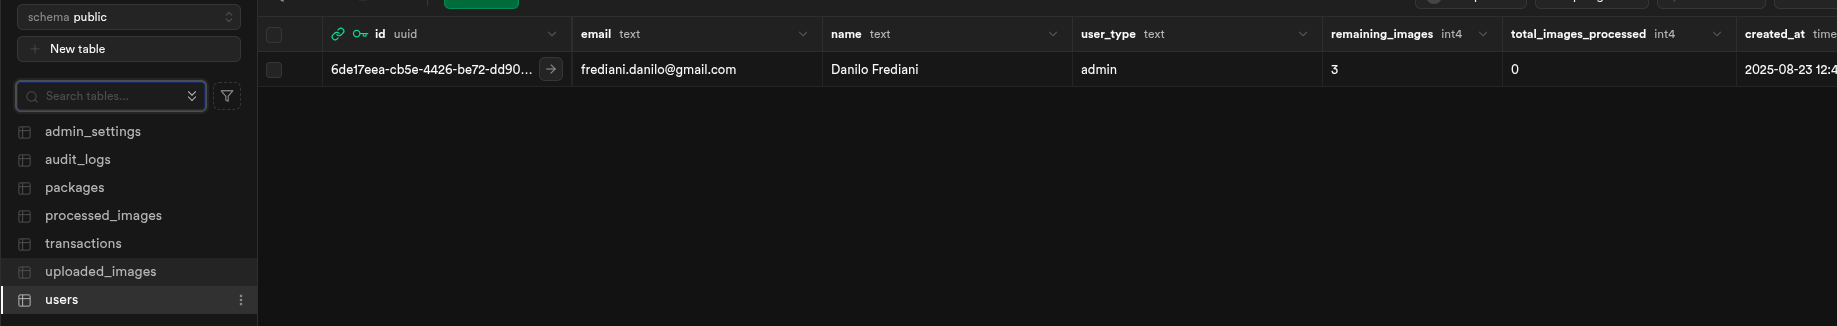 schema public
New table
Search tables...
admin_settings
audit_logs
packages
processed_images
transactions
uploaded_images
users
id uuid email text name text user_type text remaining_images int4 total_images_processed int4 created_at time
6de17eea-cb5e-4426-be72-dd90... frediani.danilo@gmail.com Danilo Frediani admin 3 0 2025-08-23 12:4